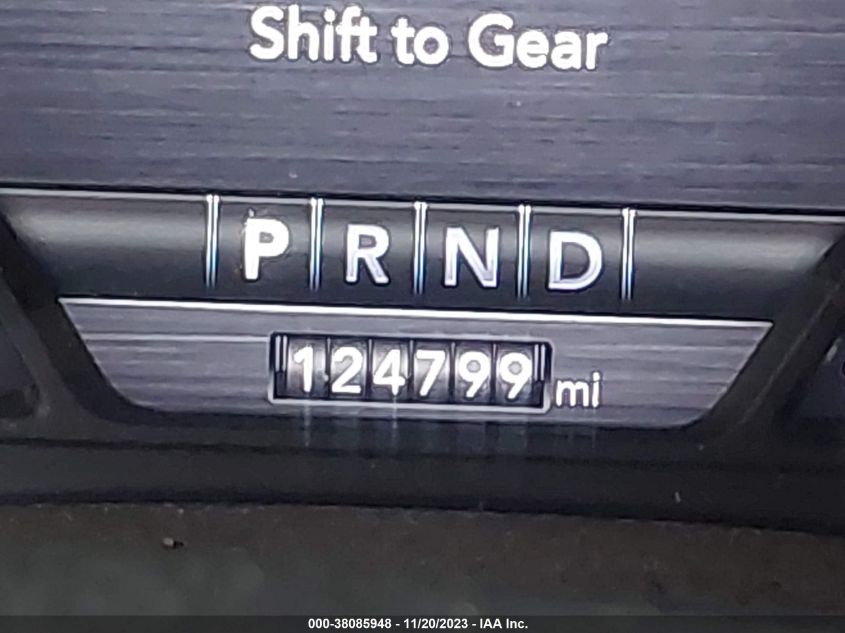 Shift to Gear
P R N D
124799 mi
000-38085948 - 11/20/2023 - IAA Inc.